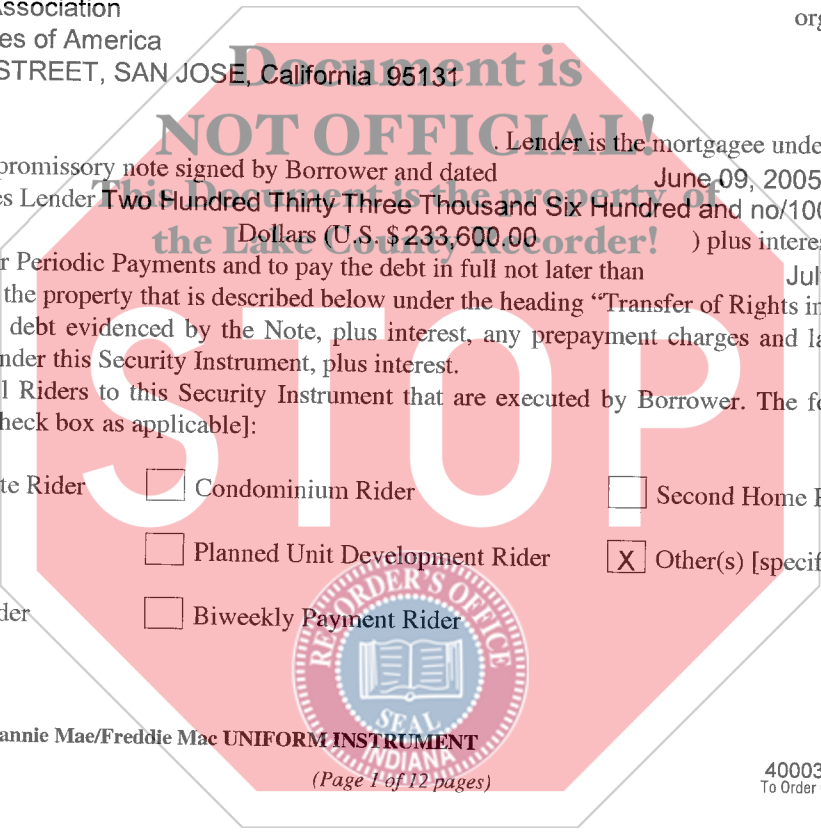 ssociation
org
es of America
STREET, SAN JOSE, California 95131
Document is
NOT OFFICIAL!
. Lender is the mortgagee unde
promissory note signed by Borrower and dated June 09, 2005
This Document is the property of
s Lender Two Hundred Thirty Three Thousand Six Hundred and no/100
the Lake County Recorder!
Dollars (U.S. $ 233,600.00 ) plus interes
r Periodic Payments and to pay the debt in full not later than Jul
the property that is described below under the heading “Transfer of Rights in
debt evidenced by the Note, plus interest, any prepayment charges and la
nder this Security Instrument, plus interest.
l Riders to this Security Instrument that are executed by Borrower. The fo
heck box as applicable]:
STOP
te Rider Condominium Rider Second Home R
Planned Unit Development Rider X Other(s) [specif
der Biweekly Payment Rider
RECORDER'S OFFICE
SEAL
INDIANA
annie Mae/Freddie Mac UNIFORM INSTRUMENT
(Page 1 of 12 pages)
40003
To Order